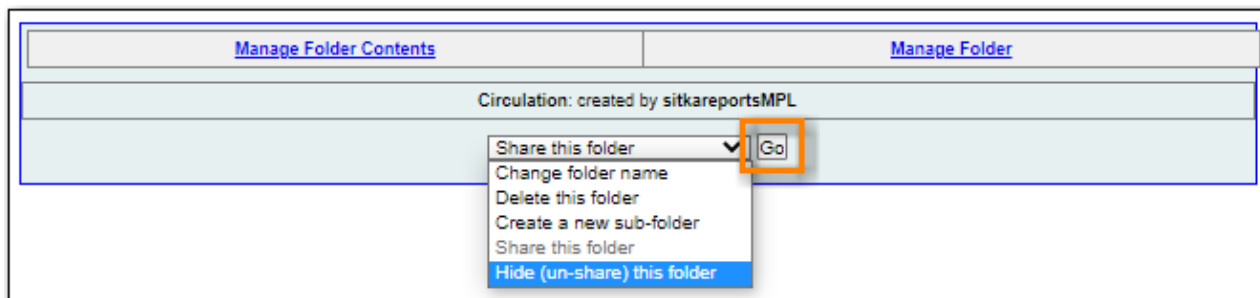 Manage Folder Contents Manage Folder
Circulation: created by sitkareportsMPL
Share this folder Go
Change folder name
Delete this folder
Create a new sub-folder
Share this folder
Hide (un-share) this folder